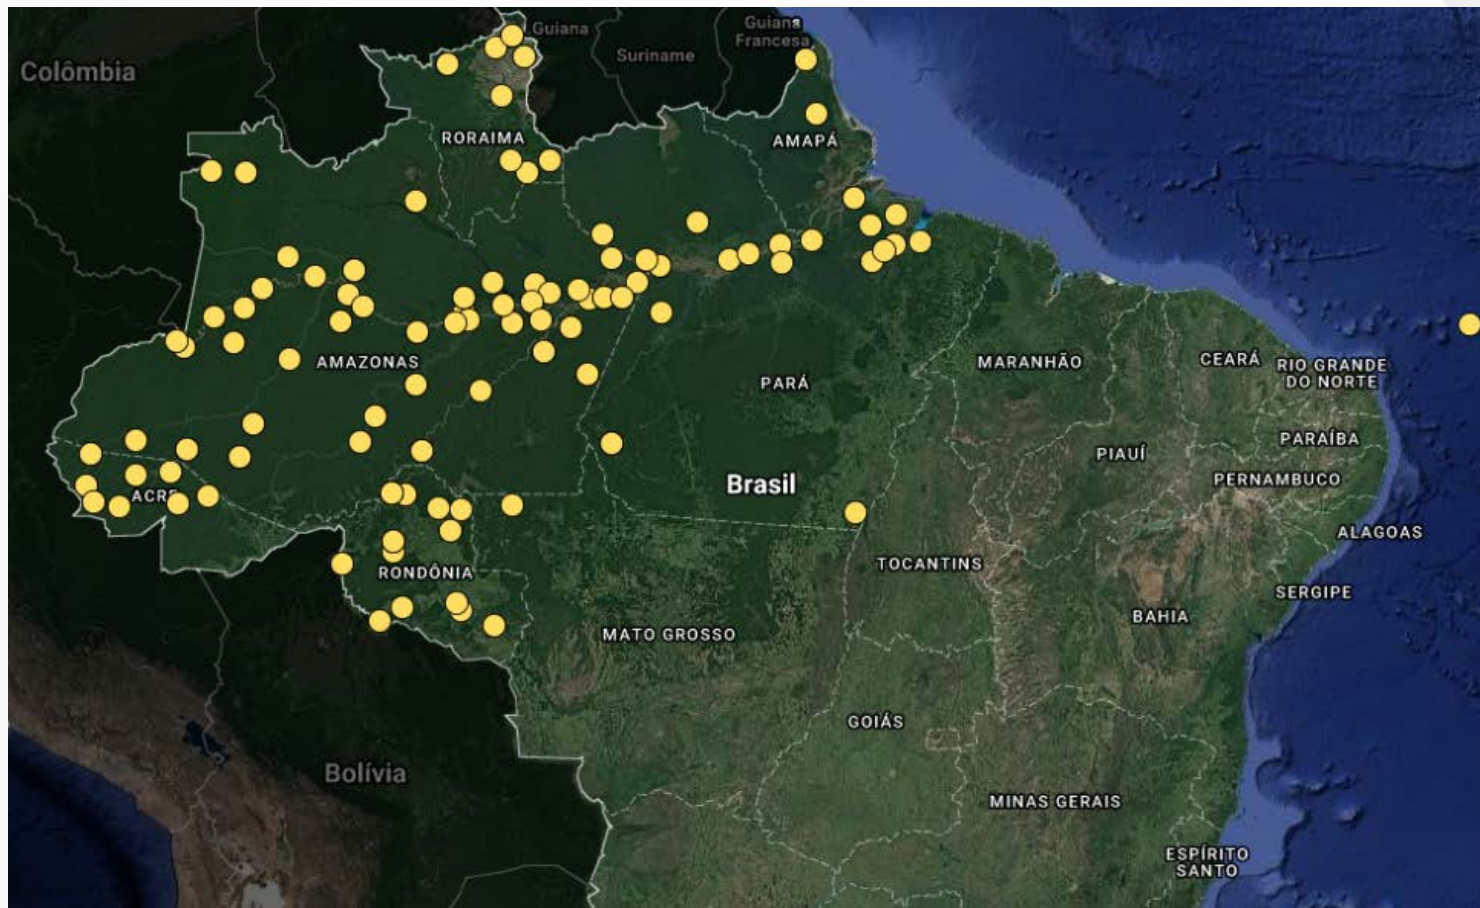 Guiana
Guiana
Francesa
Suriname
Colômbia
RORAIMA
AMAPÁ
AMAZONAS
PARÁ
MARANHÃO
CEARÁ
RIO GRANDE
DO NORTE
PARAÍBA
PIAUÍ
PERNAMBUCO
Brasil
ACRE
ALAGOAS
TOCANTINS
RONDÔNIA
SERGIPE
BAHIA
MATO GROSSO
GOIÁS
Bolívia
MINAS GERAIS
ESPÍRITO
SANTO